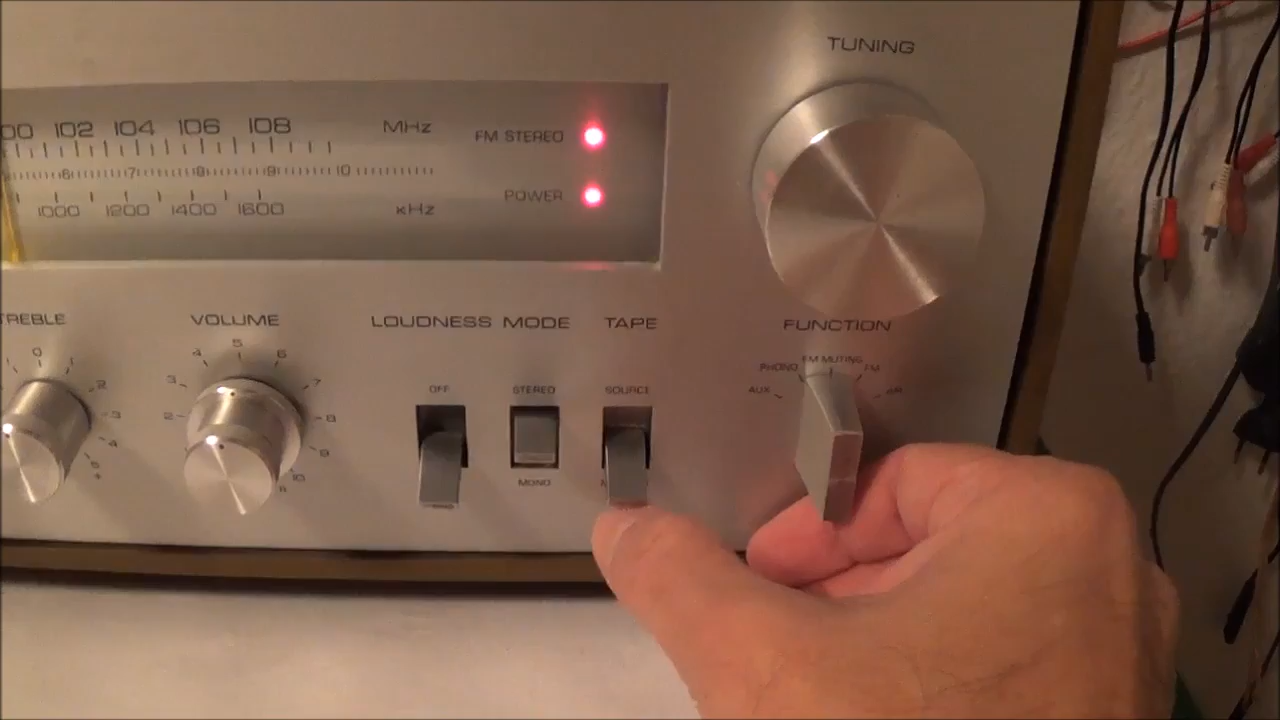 TUNING
102 104 106 108 MHz
FM STEREO
6 7 8 9 10
POWER
1000 1200 1400 1600 kHz
TREBLE
VOLUME
LOUDNESS
MODE
TAPE
FUNCTION
0 1 2 3 4 5
2 3 4 5 6 7 8 9 10
OFF
STEREO
SOURCE
MONO
AUX
PHONO
FM MUTING
FM
AM